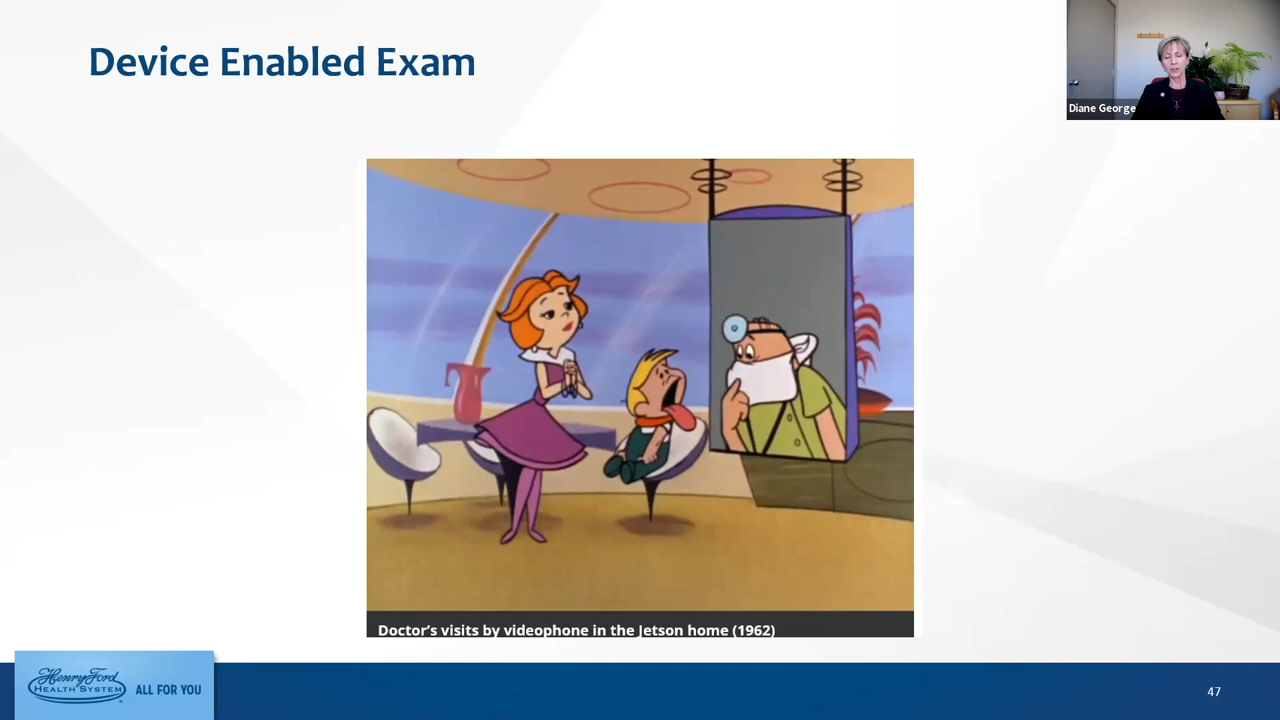 Device Enabled Exam
Diane George
Doctor's visits by videophone in the Jetson home (1962)
Henry Ford
HEALTH SYSTEM
ALL FOR YOU
47